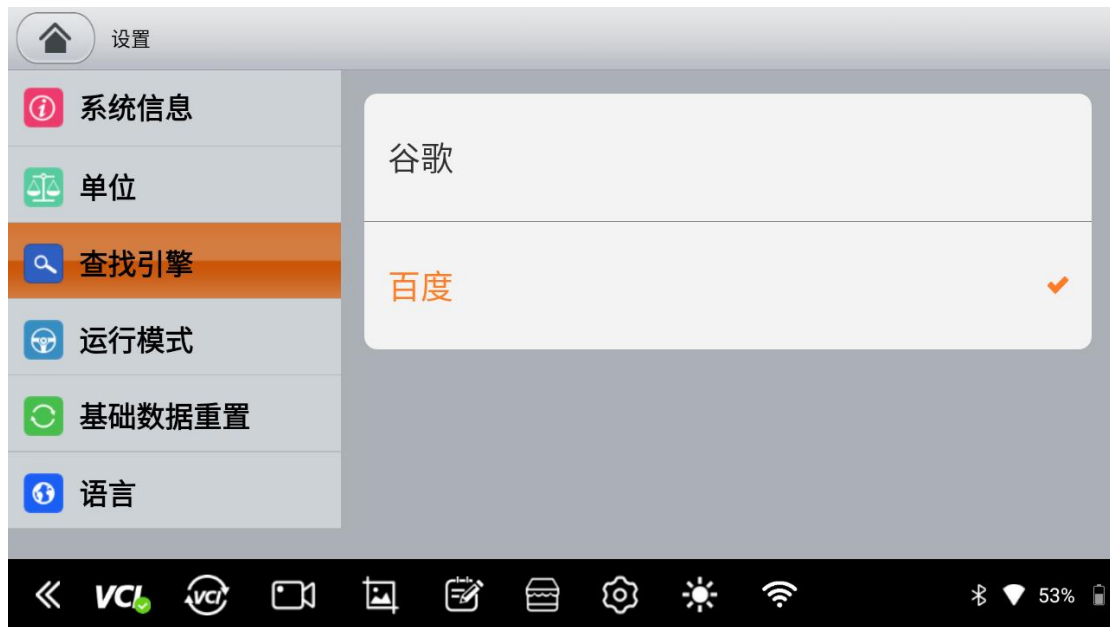 设置
系统信息
单位
查找引擎
运行模式
基础数据重置
语言
谷歌
百度
VCI
VCI
53%